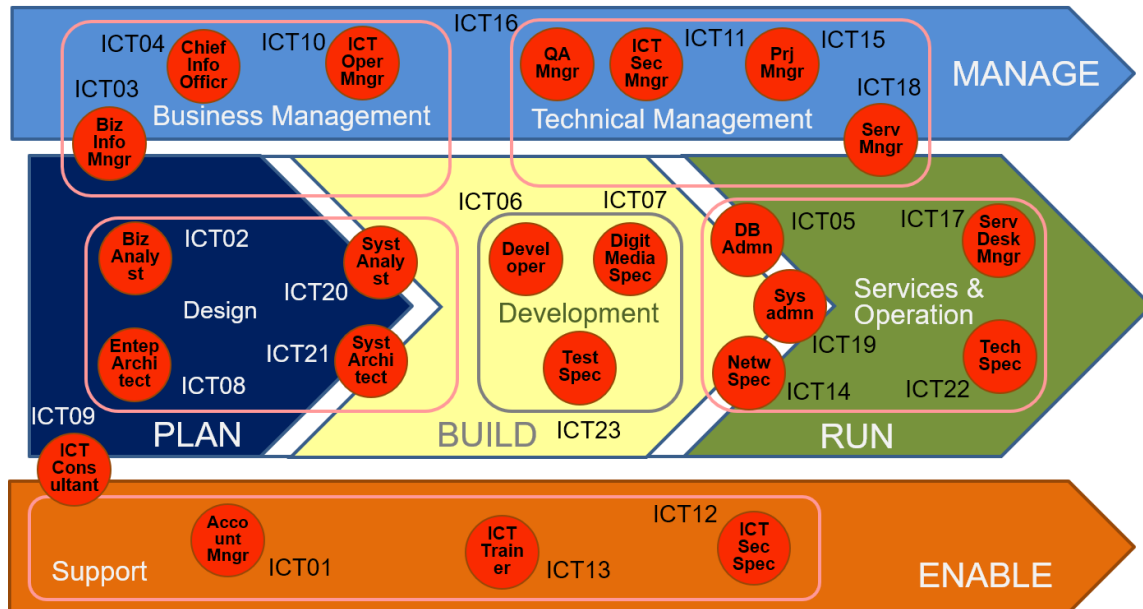 ICT04
Chief
Info
Officr
ICT10
ICT
Oper
Mngr
ICT16
QA
Mngr
ICT
Sec
Mngr
ICT11
Prj
Mngr
ICT15
MANAGE
ICT03
Biz
Info
Mngr
Business Management
Technical Management
ICT18
Serv
Mngr
Biz
Analy
st
ICT02
Syst
Analy
st
ICT20
Design
Entep
Archi
tect
ICT08
ICT21
Syst
Archi
tect
PLAN
ICT06
ICT07
Devel
oper
Digit
Media
Spec
Development
Test
Spec
ICT23
BUILD
DB
Admn
ICT05
ICT17
Serv
Desk
Mngr
Sys
admn
Services &
Operation
ICT19
Netw
Spec
ICT14
Tech
Spec
ICT22
RUN
ICT09
ICT
Cons
ultant
Support
Acco
unt
Mngr
ICT01
ICT
Train
er
ICT13
ICT12
ICT
Sec
Spec
ENABLE